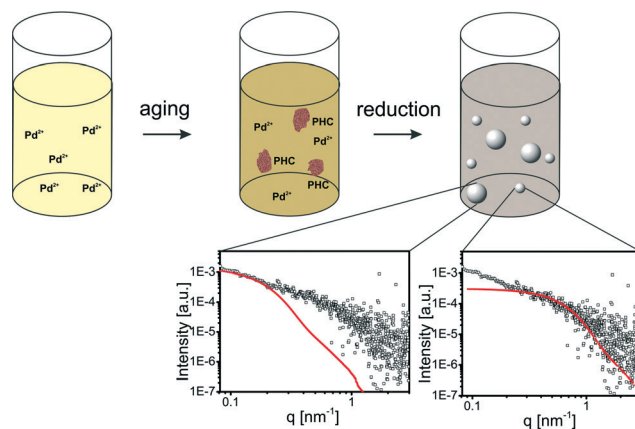 aging
reduction
Pd²⁺
Pd²⁺
Pd²⁺
Pd²⁺
Pd²⁺
PHC
Pd²⁺
Pd²⁺
PHC
PHC
Pd²⁺
Intensity [a.u.]
1E-3
1E-4
1E-5
1E-6
1E-7
0.1
1
q [nm⁻¹]
Intensity [a.u.]
1E-3
1E-4
1E-5
1E-6
1E-7
0.1
1
q [nm⁻¹]